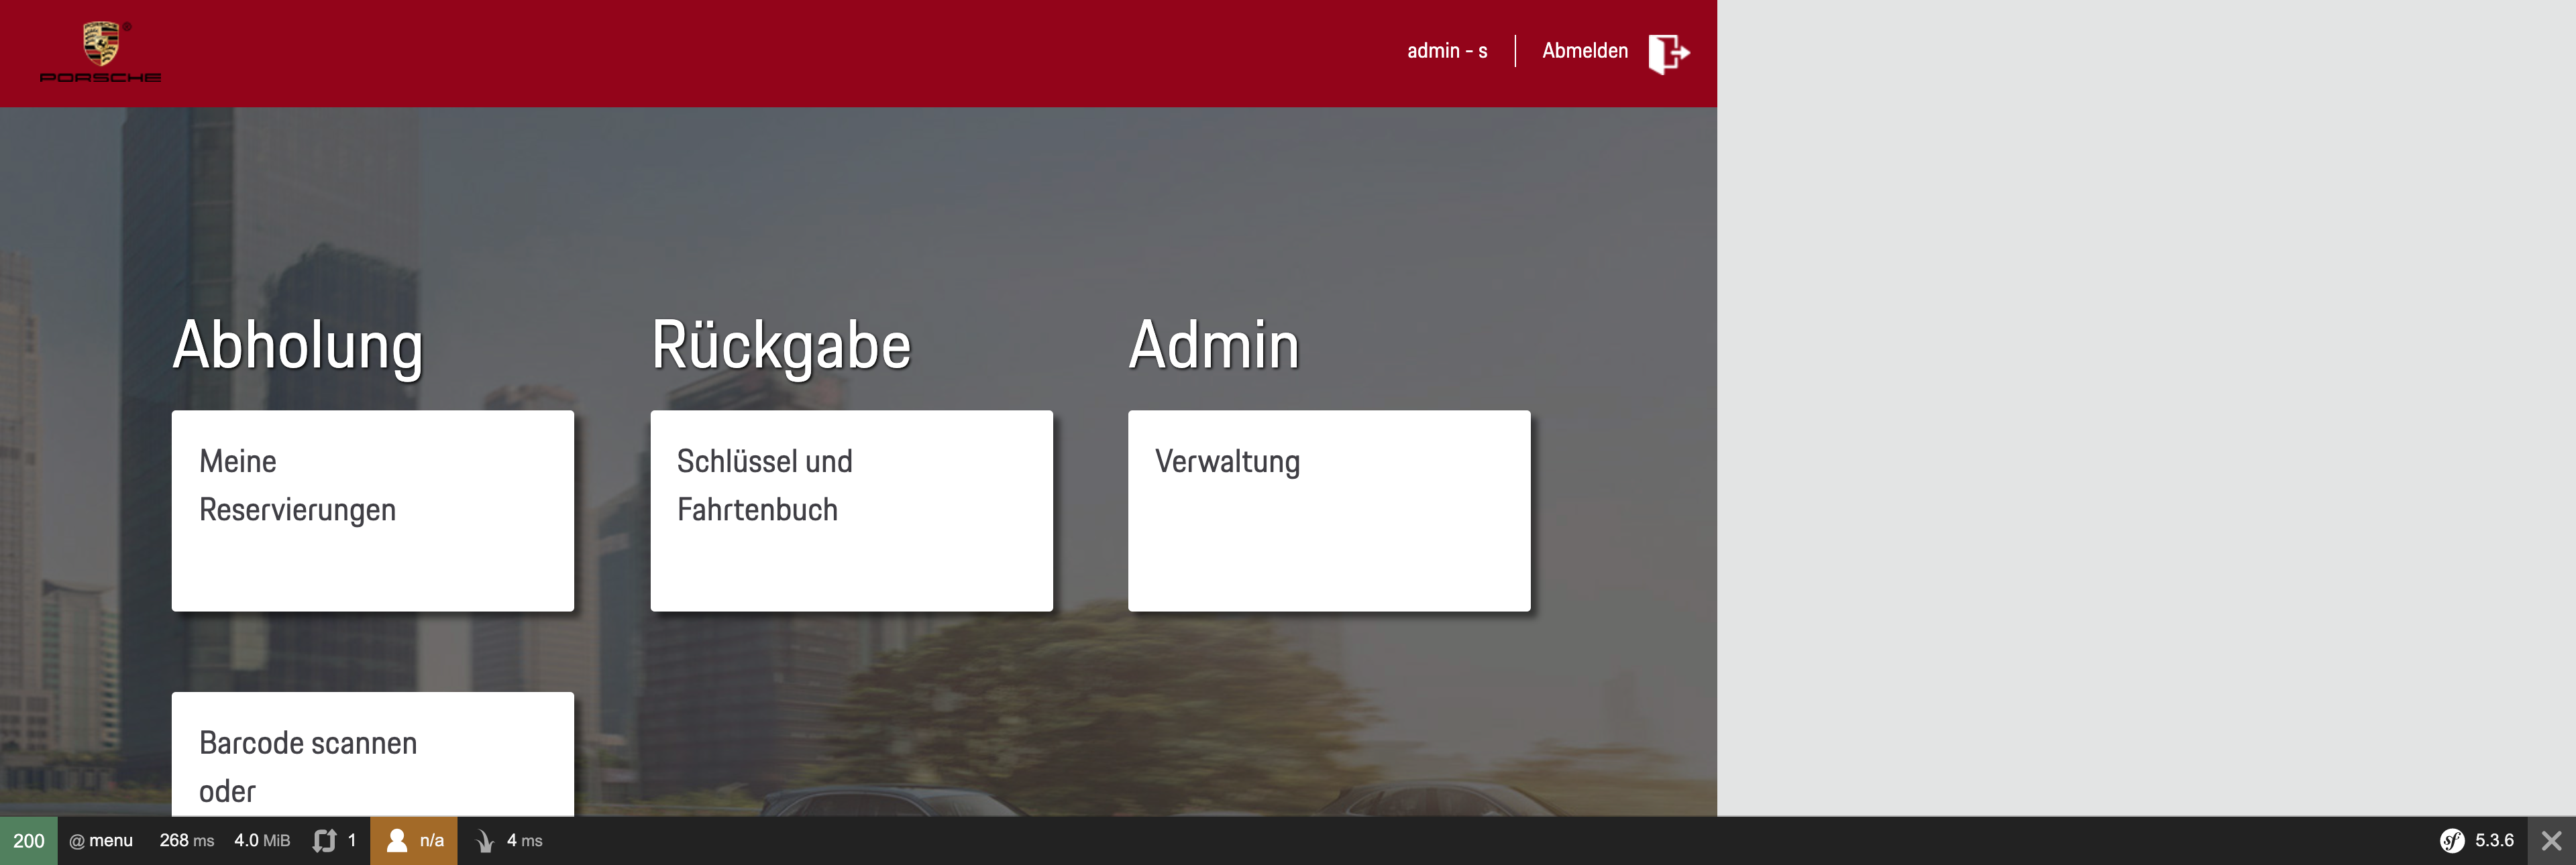 PORSCHE
®
admin - s
Abmelden
Abholung
Rückgabe
Admin
Meine
Reservierungen
Schlüssel und
Fahrtenbuch
Verwaltung
Barcode scannen
oder
200 @ menu 268 ms 4.0 MiB 1 n/a 4 ms sf 5.3.6